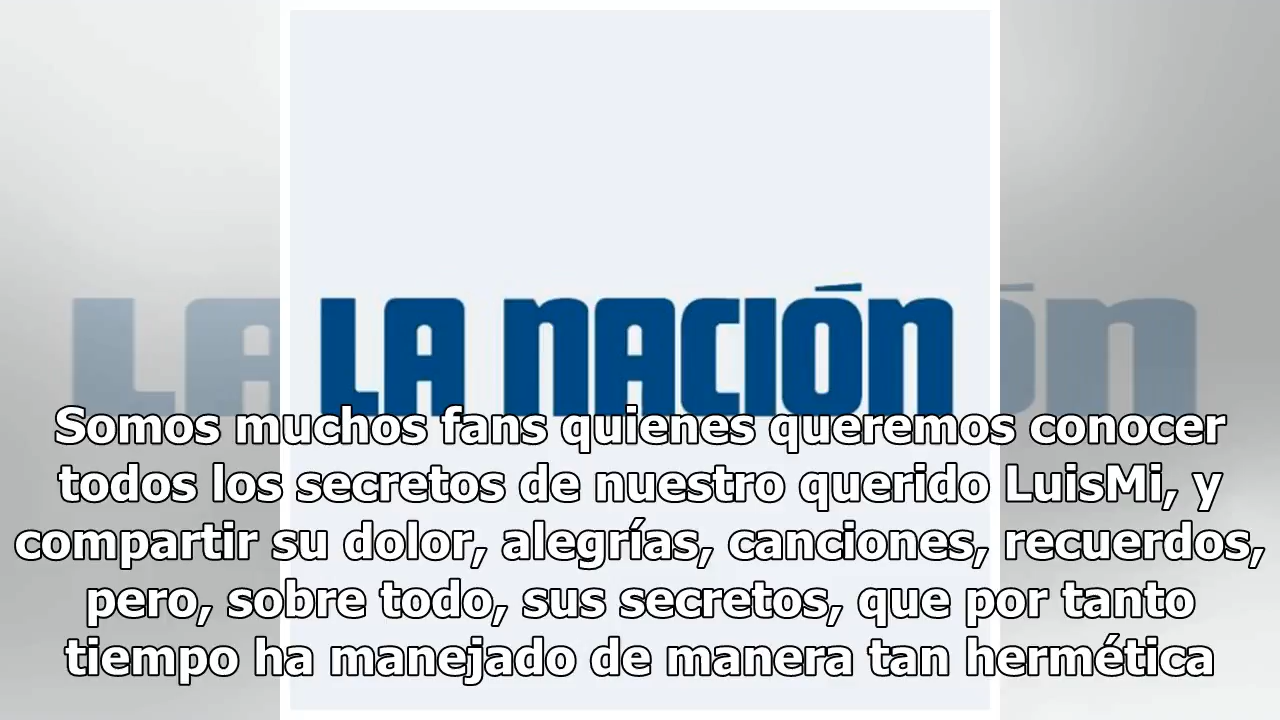 LA NACIÓN
Somos muchos fans quienes queremos conocer
todos los secretos de nuestro querido LuisMi, y
compartir su dolor, alegrías, canciones, recuerdos,
pero, sobre todo, sus secretos, que por tanto
tiempo ha manejado de manera tan hermética